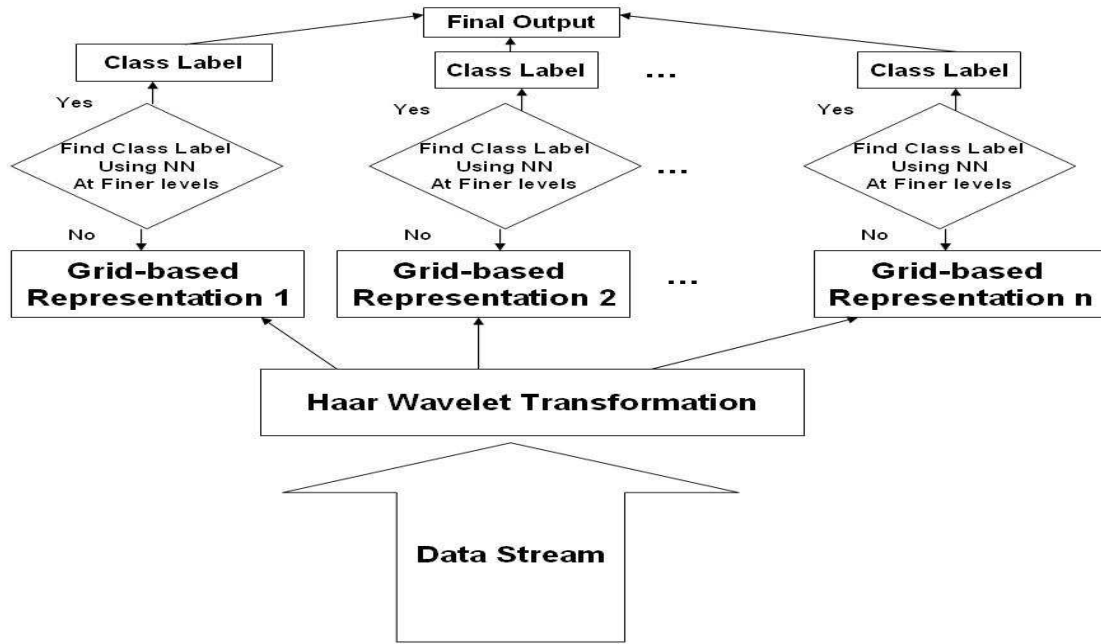 Final Output
Class Label
Class Label
...
Class Label
Yes
Yes
Yes
Find Class Label
Using NN
At Finer levels
Find Class Label
Using NN
At Finer levels
...
Find Class Label
Using NN
At Finer levels
No
No
No
Grid-based
Representation 1
Grid-based
Representation 2
...
Grid-based
Representation n
Haar Wavelet Transformation
Data Stream